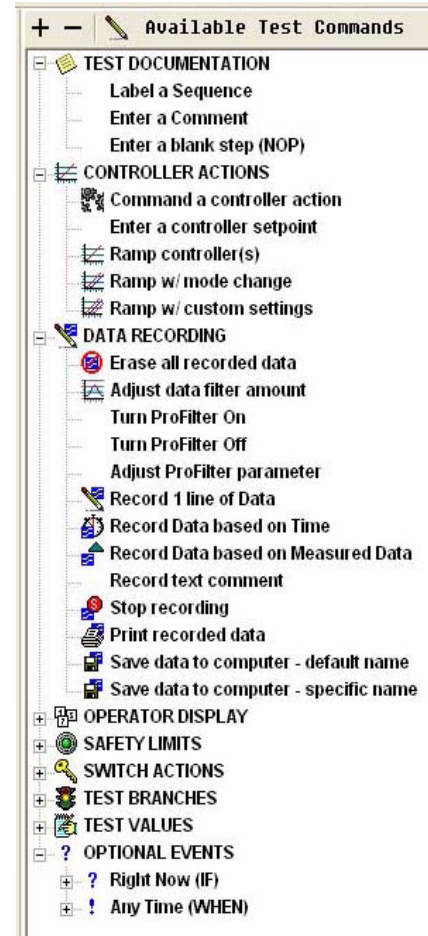 Available Test Commands
TEST DOCUMENTATION
Label a Sequence
Enter a Comment
Enter a blank step (NOP)
CONTROLLER ACTIONS
Command a controller action
Enter a controller setpoint
Ramp controller(s)
Ramp w/ mode change
Ramp w/ custom settings
DATA RECORDING
Erase all recorded data
Adjust data filter amount
Turn ProFilter On
Turn ProFilter Off
Adjust ProFilter parameter
Record 1 line of Data
Record Data based on Time
Record Data based on Measured Data
Record text comment
Stop recording
Print recorded data
Save data to computer - default name
Save data to computer - specific name
OPERATOR DISPLAY
SAFETY LIMITS
SWITCH ACTIONS
TEST BRANCHES
TEST VALUES
? OPTIONAL EVENTS
? Right Now (IF)
! Any Time (WHEN)